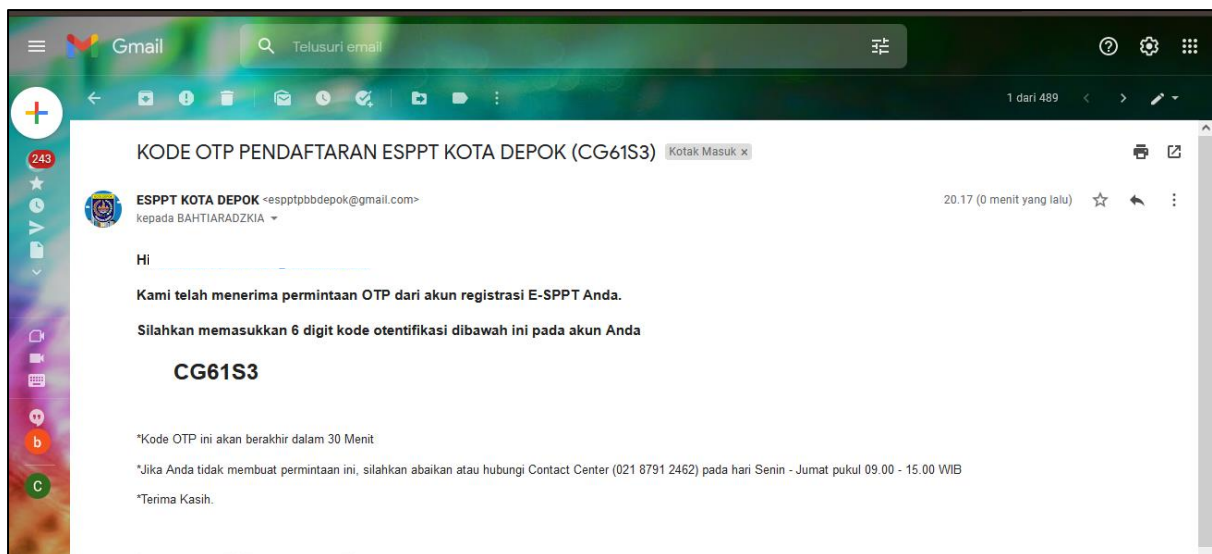 Gmail
Telusuri email
1 dari 489
243
KODE OTP PENDAFTARAN ESPPT KOTA DEPOK (CG61S3) Kotak Masuk x
ESPPT KOTA DEPOK <espptpbbdepok@gmail.com>
20.17 (0 menit yang lalu)
kepada BAHTIARADZKIA
Hi
Kami telah menerima permintaan OTP dari akun registrasi E-SPPT Anda.
Silahkan memasukkan 6 digit kode otentifikasi dibawah ini pada akun Anda
CG61S3
*Kode OTP ini akan berakhir dalam 30 Menit
*Jika Anda tidak membuat permintaan ini, silahkan abaikan atau hubungi Contact Center (021 8791 2462) pada hari Senin - Jumat pukul 09.00 - 15.00 WIB
*Terima Kasih.
b
C